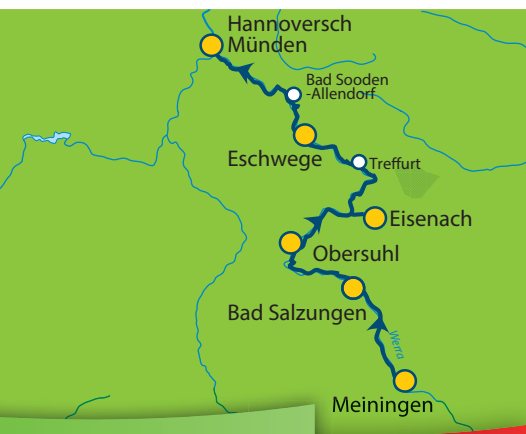 Hannoversch
Münden
Bad Sooden
-Allendorf
Eschwege
Treffurt
Eisenach
Obersuhl
Bad Salzungen
Werra
Meiningen